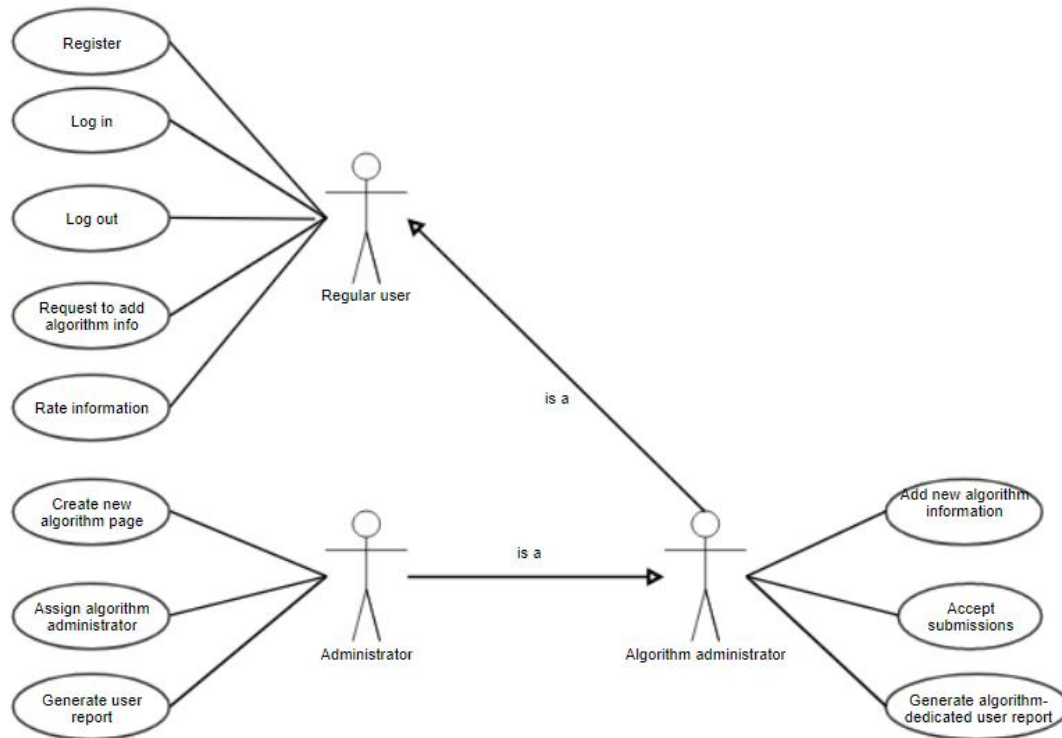 Register
Log in
Log out
Request to add
algorithm info
Rate information
Regular user
is a
Create new
algorithm page
Assign algorithm
administrator
Generate user
report
Administrator
is a
Algorithm administrator
Add new algorithm
information
Accept
submissions
Generate algorithm-
dedicated user report